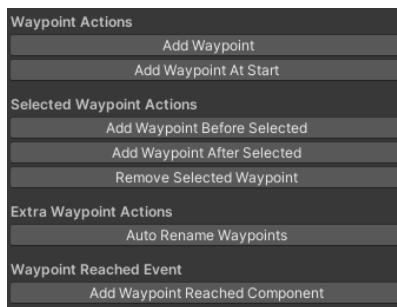 Waypoint Actions
Add Waypoint
Add Waypoint At Start
Selected Waypoint Actions
Add Waypoint Before Selected
Add Waypoint After Selected
Remove Selected Waypoint
Extra Waypoint Actions
Auto Rename Waypoints
Waypoint Reached Event
Add Waypoint Reached Component